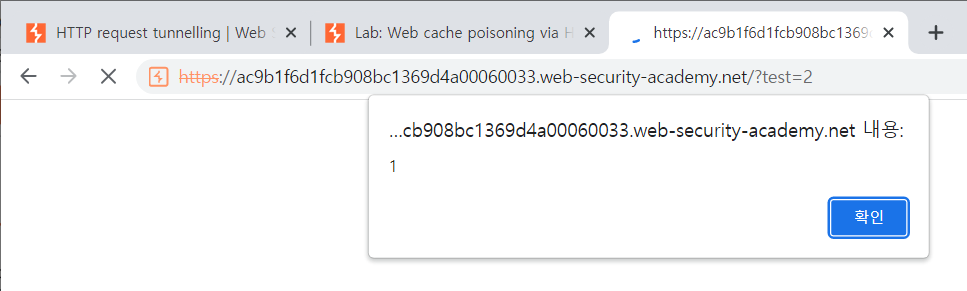 HTTP request tunnelling | Web
Lab: Web cache poisoning via H
https://ac9b1f6d1fcb908bc1369
https://ac9b1f6d1fcb908bc1369d4a00060033.web-security-academy.net/?test=2
...cb908bc1369d4a00060033.web-security-academy.net 내용:
1
확인